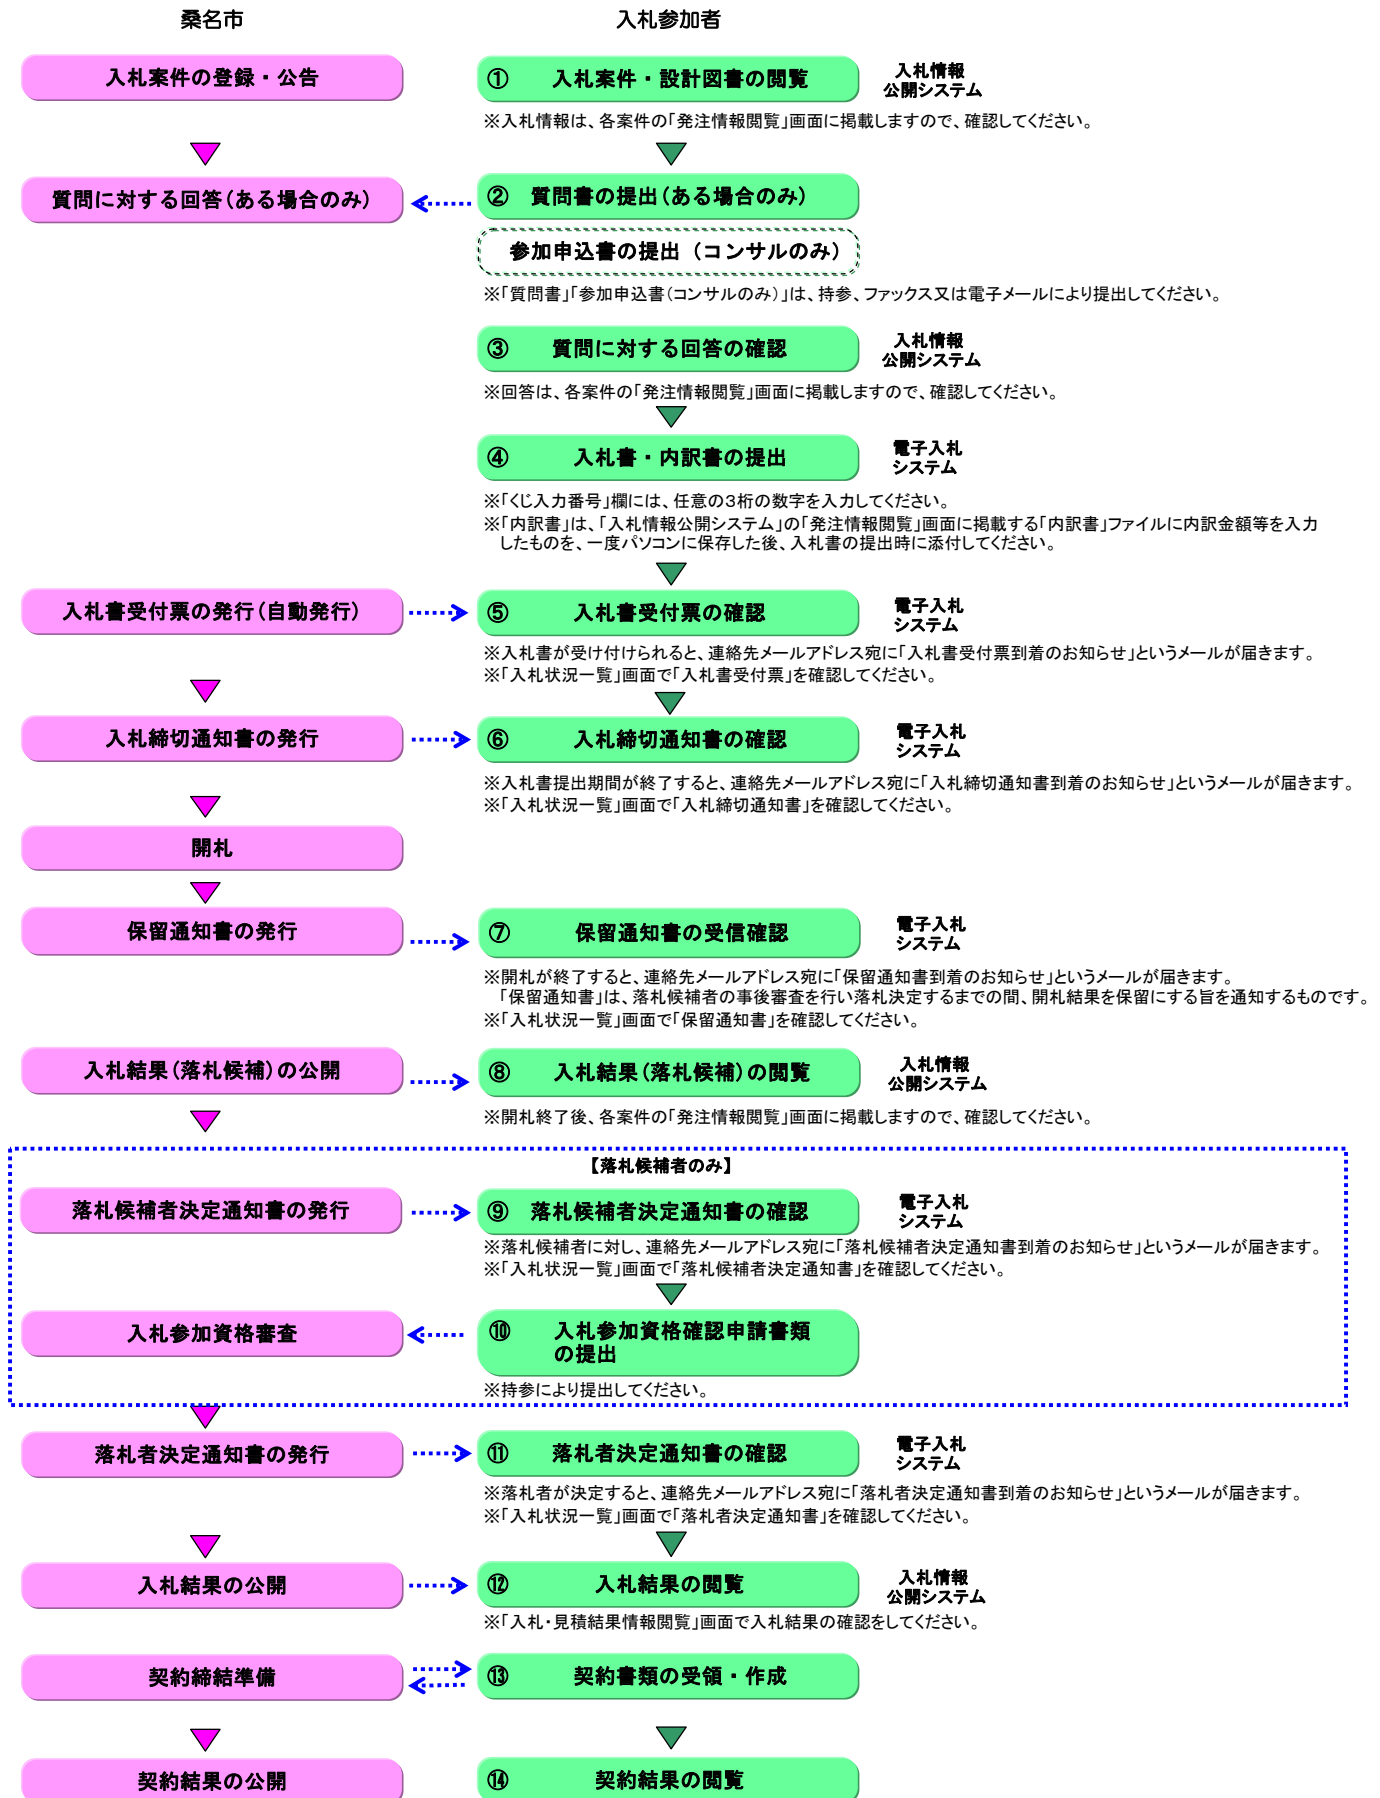 桑名市
入札参加者
入札案件の登録・公告
① 入札案件・設計図書の閲覧
入札情報
公開システム
※入札情報は、各案件の「発注情報閲覧」画面に掲載しますので、確認してください。
質問に対する回答（ある場合のみ）
② 質問書の提出（ある場合のみ）
参加申込書の提出（コンサルのみ）
※「質問書」「参加申込書（コンサルのみ）」は、持参、ファックス又は電子メールにより提出してください。
③ 質問に対する回答の確認
入札情報
公開システム
※回答は、各案件の「発注情報閲覧」画面に掲載しますので、確認してください。
④ 入札書・内訳書の提出
電子入札
システム
※「くじ入力番号」欄には、任意の３桁の数字を入力してください。
※「内訳書」は、「入札情報公開システム」の「発注情報閲覧」画面に掲載する「内訳書」ファイルに内訳金額等を入力
したものを、一度パソコンに保存した後、入札書の提出時に添付してください。
入札書受付票の発行（自動発行）
⑤ 入札書受付票の確認
電子入札
システム
※入札書が受け付けられると、連絡先メールアドレス宛に「入札書受付票到着のお知らせ」というメールが届きます。
※「入札状況一覧」画面で「入札書受付票」を確認してください。
入札締切通知書の発行
⑥ 入札締切通知書の確認
電子入札
システム
※入札書提出期間が終了すると、連絡先メールアドレス宛に「入札締切通知書到着のお知らせ」というメールが届きます。
※「入札状況一覧」画面で「入札締切通知書」を確認してください。
開札
保留通知書の発行
⑦ 保留通知書の受信確認
電子入札
システム
※開札が終了すると、連絡先メールアドレス宛に「保留通知書到着のお知らせ」というメールが届きます。
「保留通知書」は、落札候補者の事後審査を行い落札決定するまでの間、開札結果を保留にする旨を通知するものです。
※「入札状況一覧」画面で「保留通知書」を確認してください。
入札結果（落札候補）の公開
⑧ 入札結果（落札候補）の閲覧
入札情報
公開システム
※開札終了後、各案件の「発注情報閲覧」画面に掲載しますので、確認してください。
【落札候補者のみ】
落札候補者決定通知書の発行
⑨ 落札候補者決定通知書の確認
電子入札
システム
※落札候補者に対し、連絡先メールアドレス宛に「落札候補者決定通知書到着のお知らせ」というメールが届きます。
※「入札状況一覧」画面で「落札候補者決定通知書」を確認してください。
入札参加資格審査
⑩ 入札参加資格確認申請書類
の提出
※持参により提出してください。
落札者決定通知書の発行
⑪ 落札者決定通知書の確認
電子入札
システム
※落札者が決定すると、連絡先メールアドレス宛に「落札者決定通知書到着のお知らせ」というメールが届きます。
※「入札状況一覧」画面で「落札者決定通知書」を確認してください。
入札結果の公開
⑫ 入札結果の閲覧
入札情報
公開システム
※「入札・見積結果情報閲覧」画面で入札結果の確認をしてください。
契約締結準備
⑬ 契約書類の受領・作成
契約結果の公開
⑭ 契約結果の閲覧